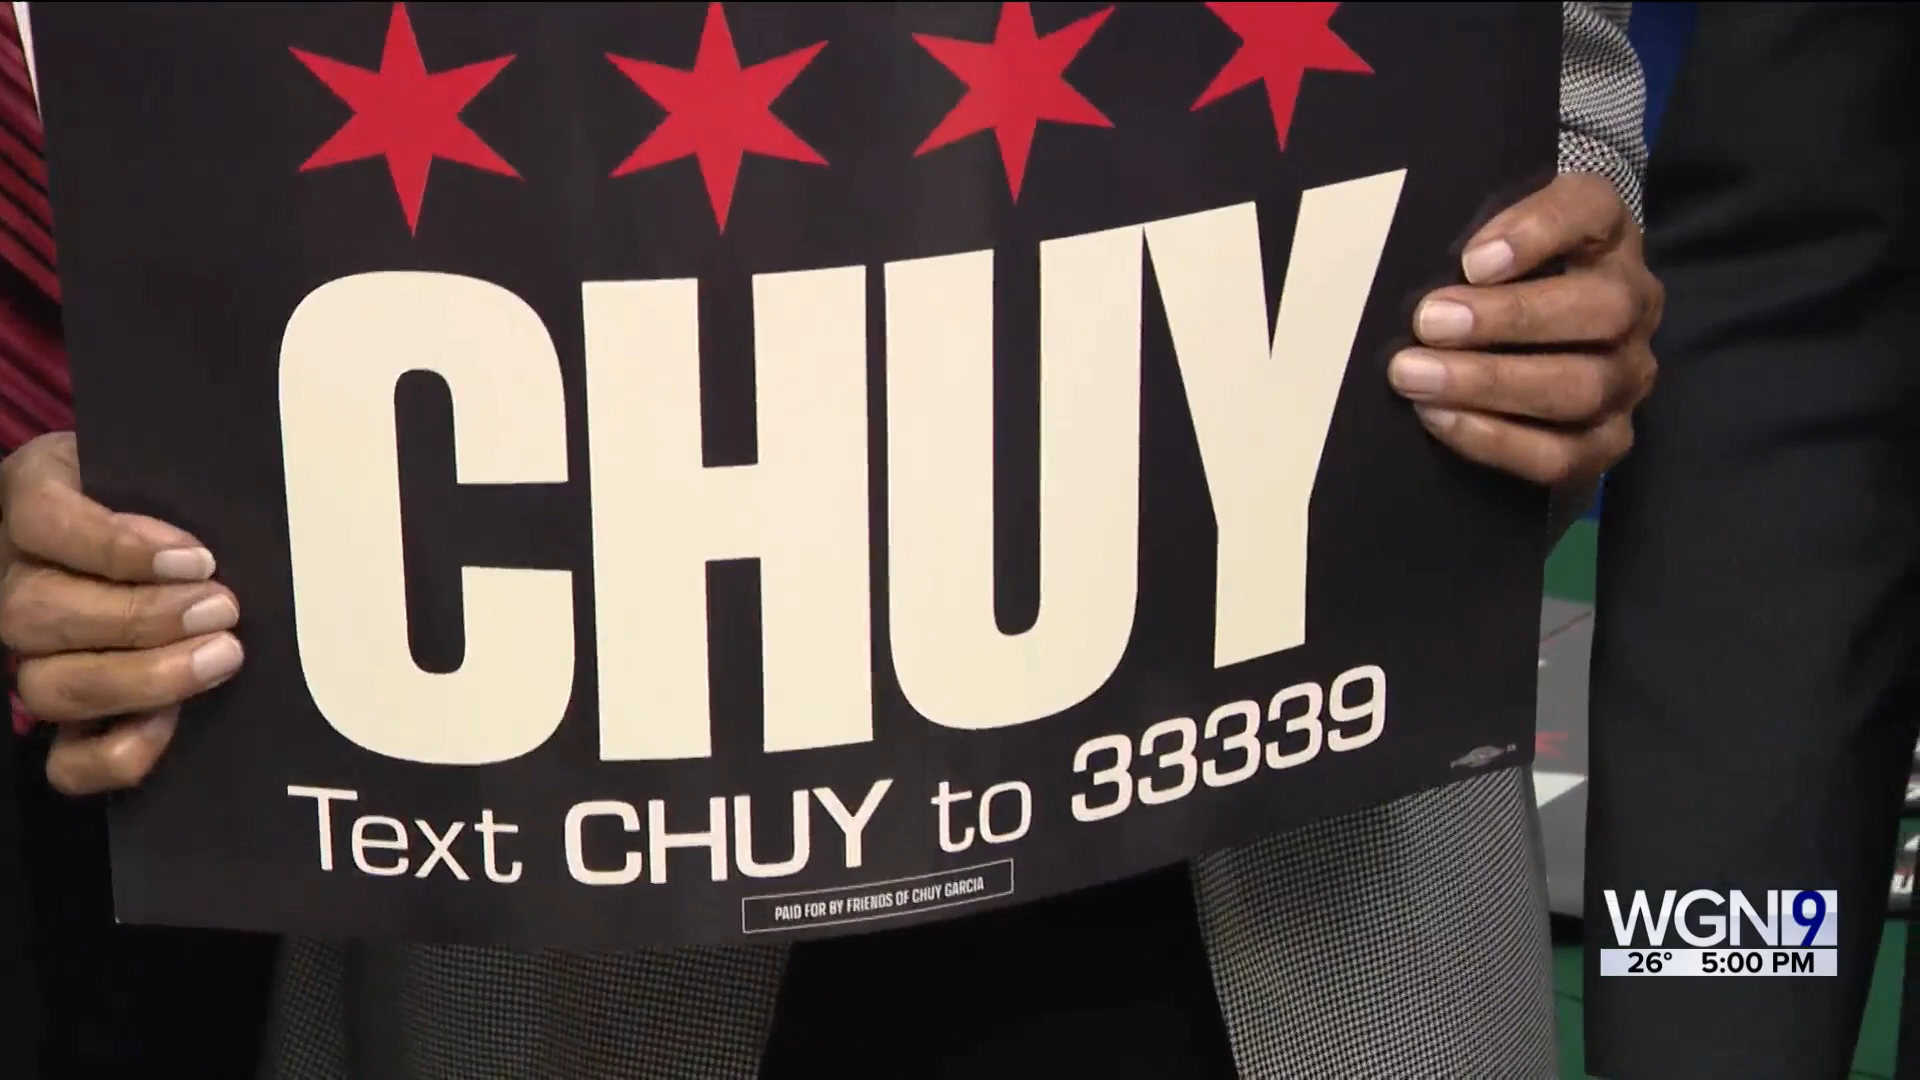 CHUY
Text CHUY to 33339
PAID FOR BY FRIENDS OF CHUY GARCIA
WGN9
26° 5:00 PM